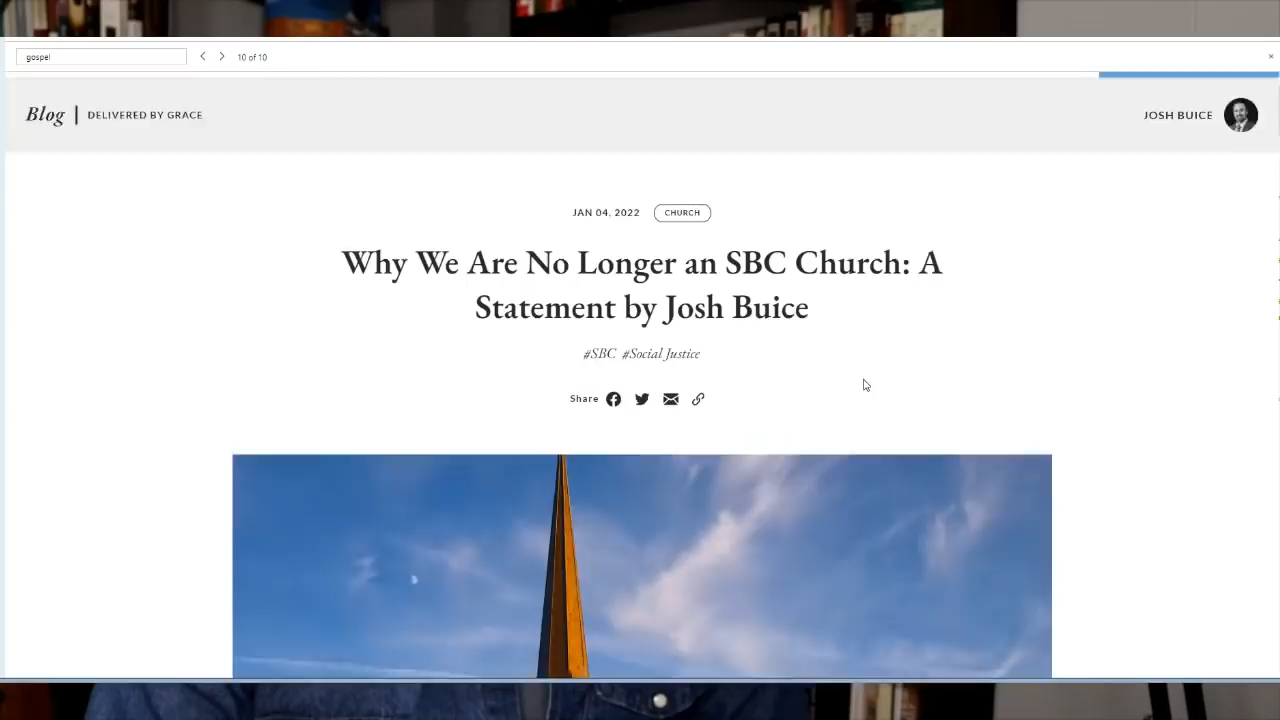 gospel
10 of 10
Blog | DELIVERED BY GRACE
JOSH BUICE
JAN 04, 2022
CHURCH
Why We Are No Longer an SBC Church: A
Statement by Josh Buice
#SBC #Social Justice
Share